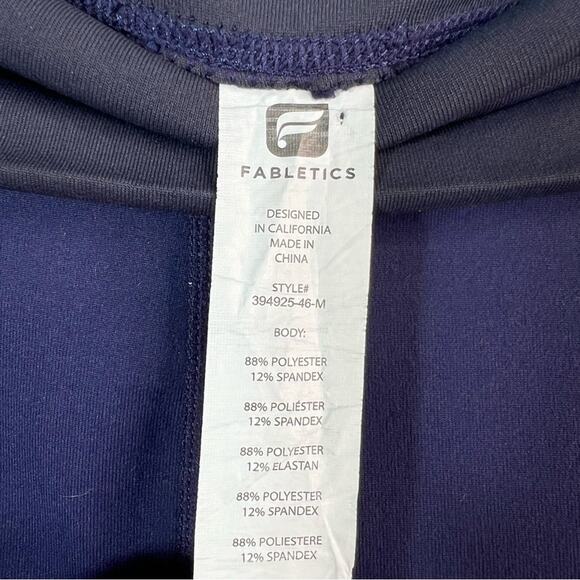 FABLETICS
DESIGNED
IN CALIFORNIA
MADE IN
CHINA
STYLE#
394925-46-M
BODY:
88% POLYESTER
12% SPANDEX
88% POLIÉSTER
12% SPANDEX
88% POLYESTER
12% ELASTAN
88% POLYESTER
12% SPANDEX
88% POLIESTERE
12% SPANDEX